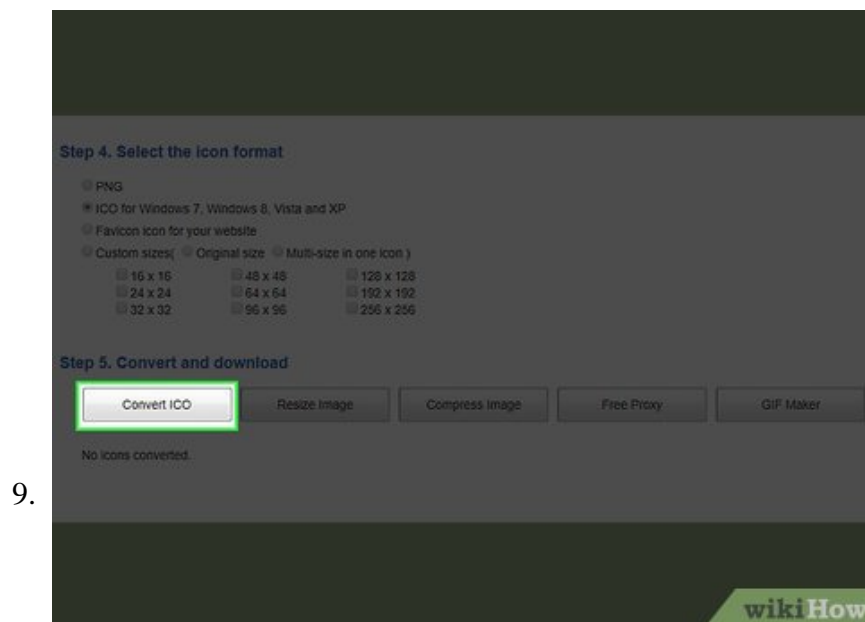 Step 4. Select the icon format
PNG
ICO for Windows 7, Windows 8, Vista and XP
Favicon icon for your website
Custom sizes( Original size Multi-size in one icon )
16 x 16 48 x 48 128 x 128
24 x 24 64 x 64 192 x 192
32 x 32 96 x 96 256 x 256
Step 5. Convert and download
Convert ICO Resize Image Compress Image Free Proxy GIF Maker
No icons converted.
9.
wikiHow